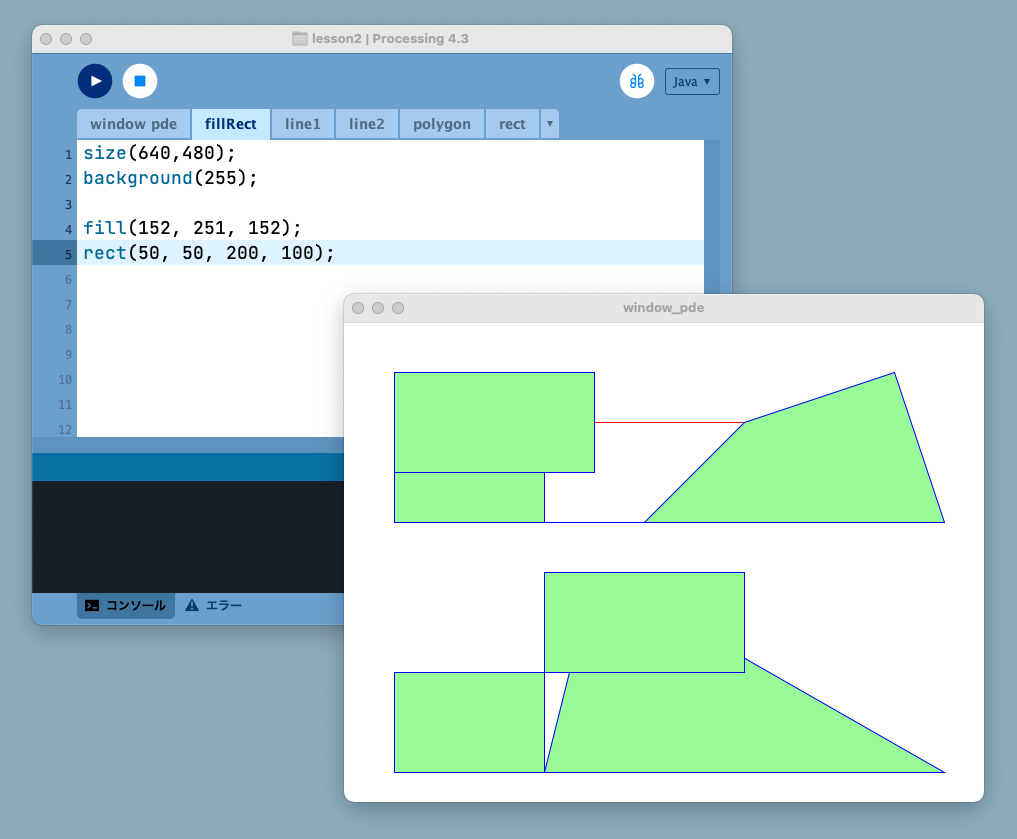 lesson2 | Processing 4.3
Java ▾
window pde fillRect line1 line2 polygon rect ▾
1 size(640,480);
2 background(255);
3
4 fill(152, 251, 152);
5 rect(50, 50, 200, 100);
6
7
8
9
10
11
12
window_pde
コンソール エラー